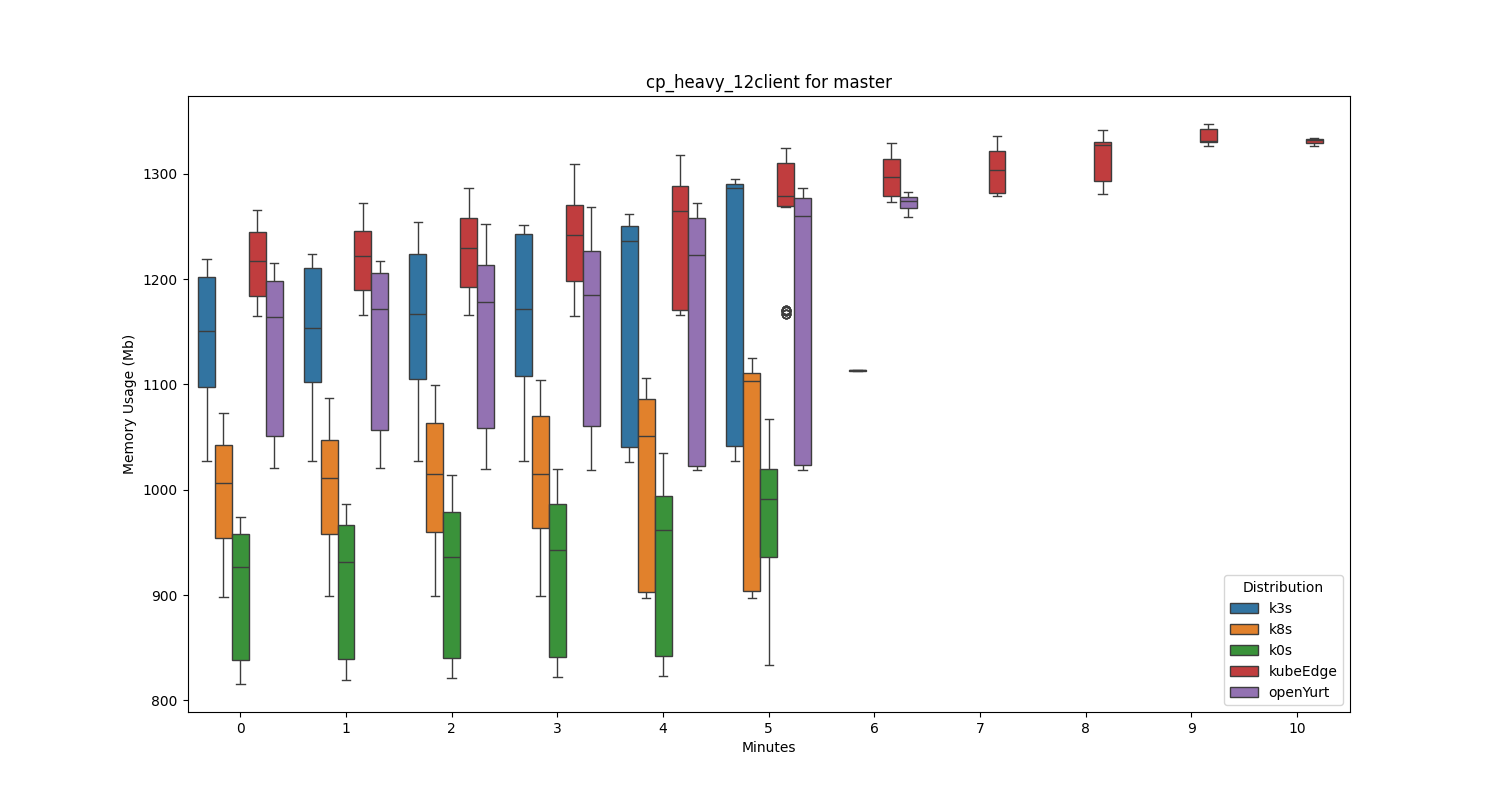 cp_heavy_12client for master
Memory Usage (Mb)
1300
1200
1100
1000
900
800
0 1 2 3 4 5 6 7 8 9 10
Minutes
Distribution
k3s
k8s
k0s
kubeEdge
openYurt